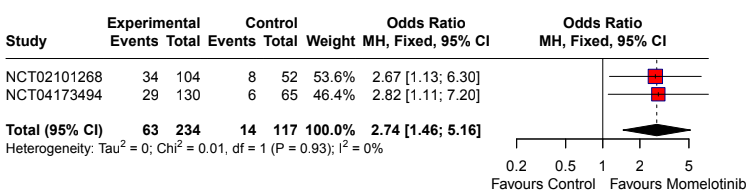 Experimental Control Odds Ratio Odds Ratio
Study Events Total Events Total Weight MH, Fixed, 95% CI MH, Fixed, 95% CI
NCT02101268 34 104 8 52 53.6% 2.67 [1.13; 6.30]
NCT04173494 29 130 6 65 46.4% 2.82 [1.11; 7.20]
Total (95% CI) 63 234 14 117 100.0% 2.74 [1.46; 5.16]
Heterogeneity: Tau² = 0; Chi² = 0.01, df = 1 (P = 0.93); I² = 0%
0.2 0.5 1 2 5
Favours Control Favours Momelotinib